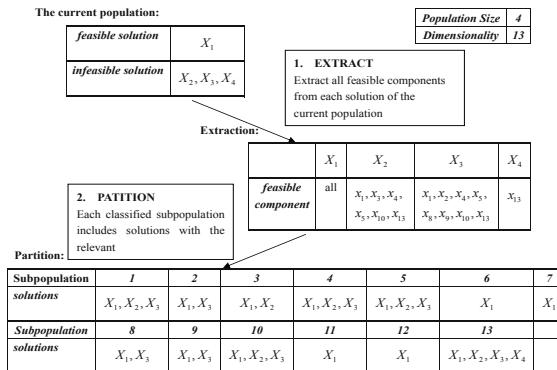 The current population:
feasible solution X₁
infeasible solution X₂, X₃, X₄
Population Size 4
Dimensionality 13
1. EXTRACT
Extract all feasible components
from each solution of the
current population
Extraction:
X₁ X₂ X₃ X₄
feasible component all x₁, x₃, x₄, x₅, x₁₀, x₁₃ x₁, x₂, x₄, x₅, x₈, x₉, x₁₀, x₁₃ x₁₃
2. PATITION
Each classified subpopulation
includes solutions with the
relevant
Partition:
Subpopulation 1 2 3 4 5 6 7
solutions X₁, X₂, X₃ X₁, X₃ X₁, X₂ X₁, X₂, X₃ X₁, X₂, X₃ X₁ X₁
Subpopulation 8 9 10 11 12 13
solutions X₁, X₃ X₁, X₃ X₁, X₂, X₃ X₁ X₁ X₁, X₂, X₃, X₄